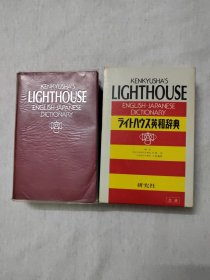 KENKYUSHA'S
LIGHTHOUSE
ENGLISH-JAPANESE
DICTIONARY
KENKYUSHA'S
LIGHTHOUSE
ENGLISH-JAPANESE
DICTIONARY
ライトハウス英和辞典
研究社